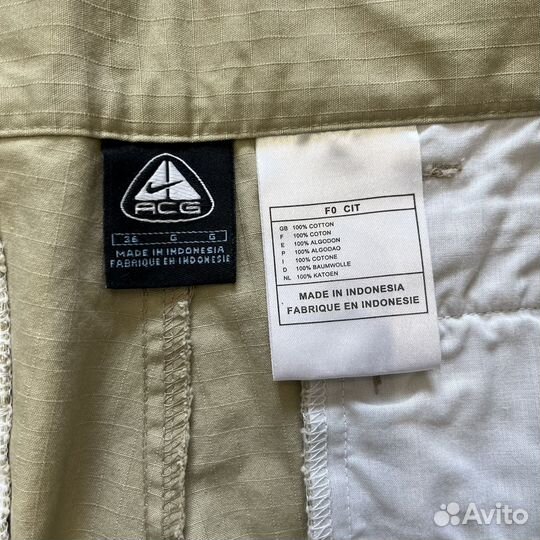 ACG
36 G G
MADE IN INDONESIA
FABRIQUE EN INDONESIE
F0 CIT
GB 100% COTTON
F 100% COTON
E 100% ALGODON
P 100% ALGODAO
I 100% COTONE
D 100% BAUMWOLLE
NL 100% KATOEN
MADE IN INDONESIA
FABRIQUE EN INDONESIE
Avito